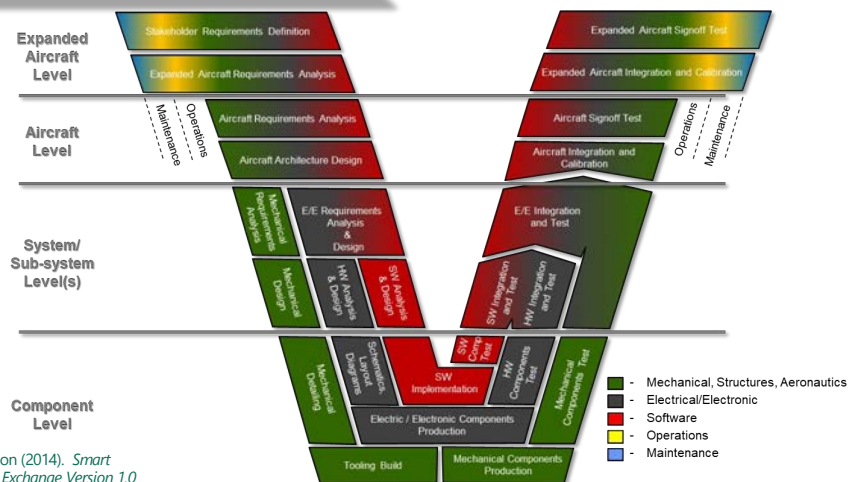 Expanded
Aircraft
Level
Stakeholder Requirements Definition
Expanded Aircraft Requirements Analysis
Expanded Aircraft Signoff Test
Expanded Aircraft Integration and Calibration
Maintenance
Operations
Aircraft
Level
Aircraft Requirements Analysis
Aircraft Architecture Design
Aircraft Signoff Test
Aircraft Integration and
Calibration
Operations
Maintenance
System/
Sub-system
Level(s)
Mechanical
Requirements
Analysis
E/E Requirements
Analysis
&
Design
E/E Integration
and Test
Mechanical
Design
HW Analysis
& Design
SW Analysis
& Design
SW Integration
and Test
HW Integration
and Test
Component
Level
Mechanical
Detailing
Schematics,
Layout
Diagrams
SW
Implementation
SW
Comp
Test
HW
Components
Test
Mechanical
Components Test
Electric / Electronic Components
Production
Tooling Build
Mechanical Components
Production
- Mechanical, Structures, Aeronautics
- Electrical/Electronic
- Software
- Operations
- Maintenance
on (2014). Smart
Exchange Version 1.0